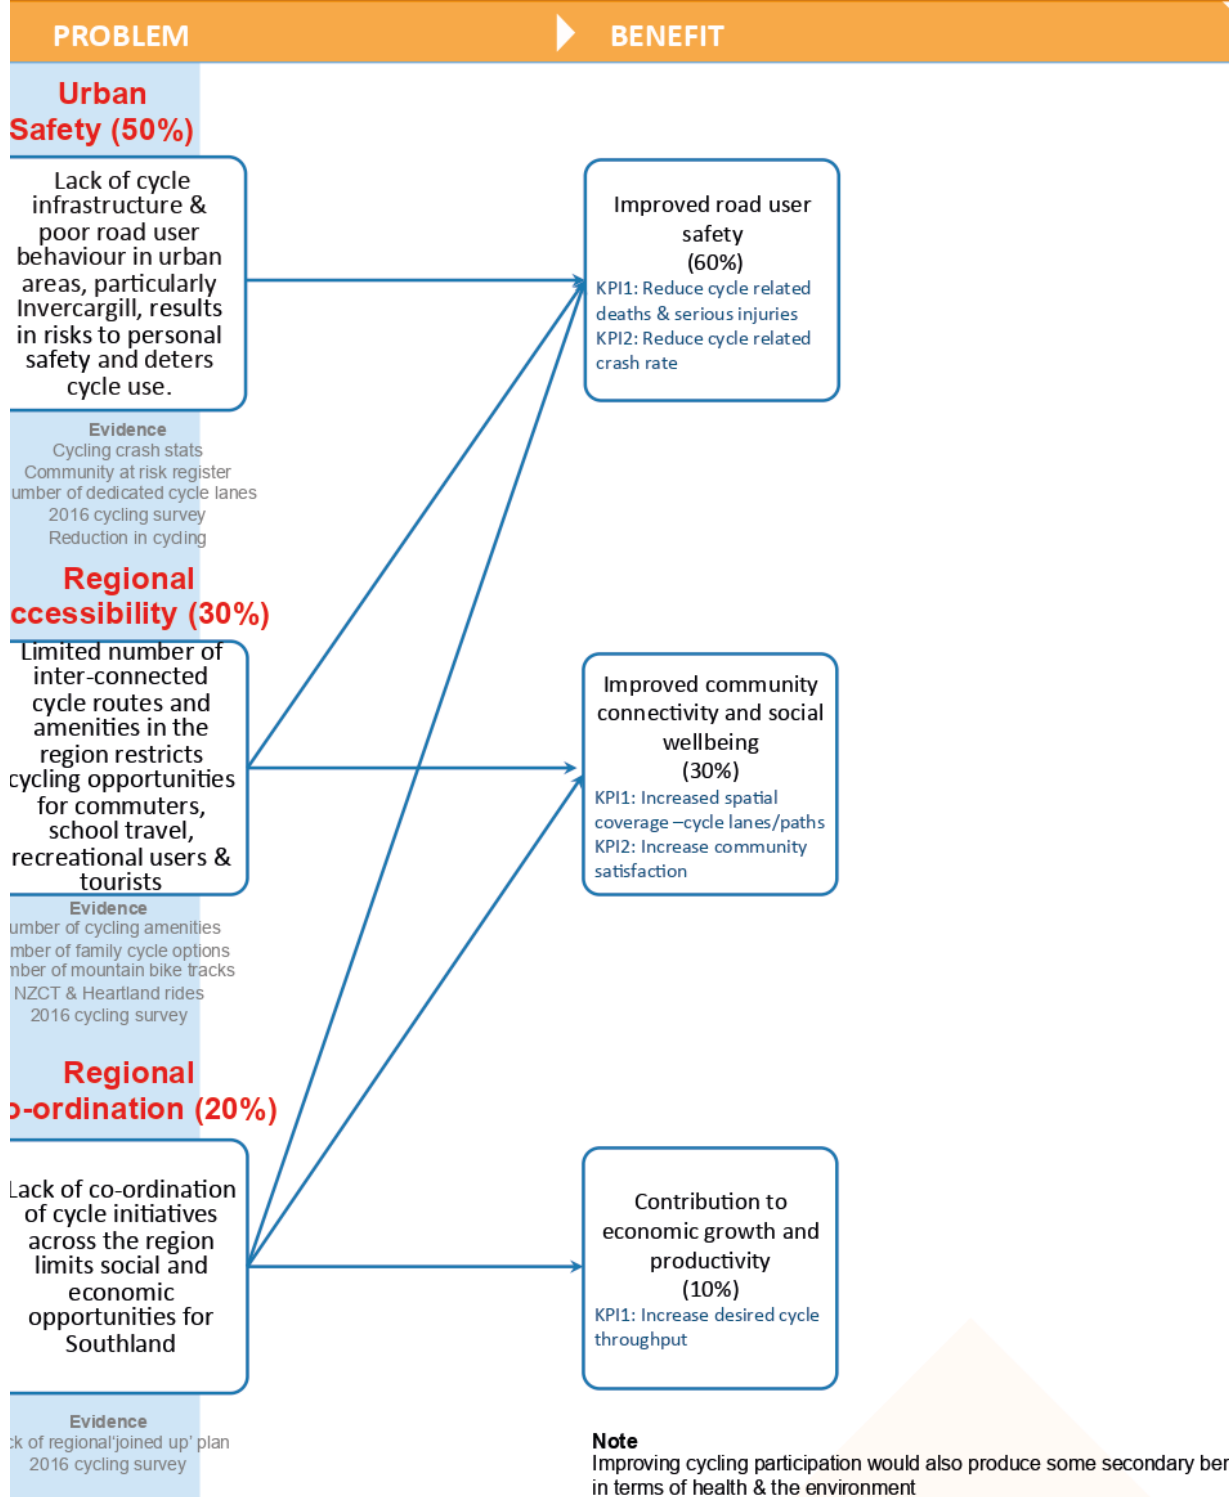 PROBLEM
BENEFIT
Urban
Safety (50%)
Lack of cycle
infrastructure &
poor road user
behaviour in urban
areas, particularly
Invercargill, results
in risks to personal
safety and deters
cycle use.
Evidence
Cycling crash stats
Community at risk register
umber of dedicated cycle lanes
2016 cycling survey
Reduction in cycling
Regional
ccessibility (30%)
Limited number of
inter-connected
cycle routes and
amenities in the
region restricts
cycling opportunities
for commuters,
school travel,
recreational users &
tourists
Evidence
umber of cycling amenities
mber of family cycle options
mber of mountain bike tracks
NZCT & Heartland rides
2016 cycling survey
Regional
o-ordination (20%)
Lack of co-ordination
of cycle initiatives
across the region
limits social and
economic
opportunities for
Southland
Evidence
ck of regional‘joined up’ plan
2016 cycling survey
Improved road user
safety
(60%)
KPI1: Reduce cycle related
deaths & serious injuries
KPI2: Reduce cycle related
crash rate
Improved community
connectivity and social
wellbeing
(30%)
KPI1: Increased spatial
coverage –cycle lanes/paths
KPI2: Increase community
satisfaction
Contribution to
economic growth and
productivity
(10%)
KPI1: Increase desired cycle
throughput
Note
Improving cycling participation would also produce some secondary ber
in terms of health & the environment